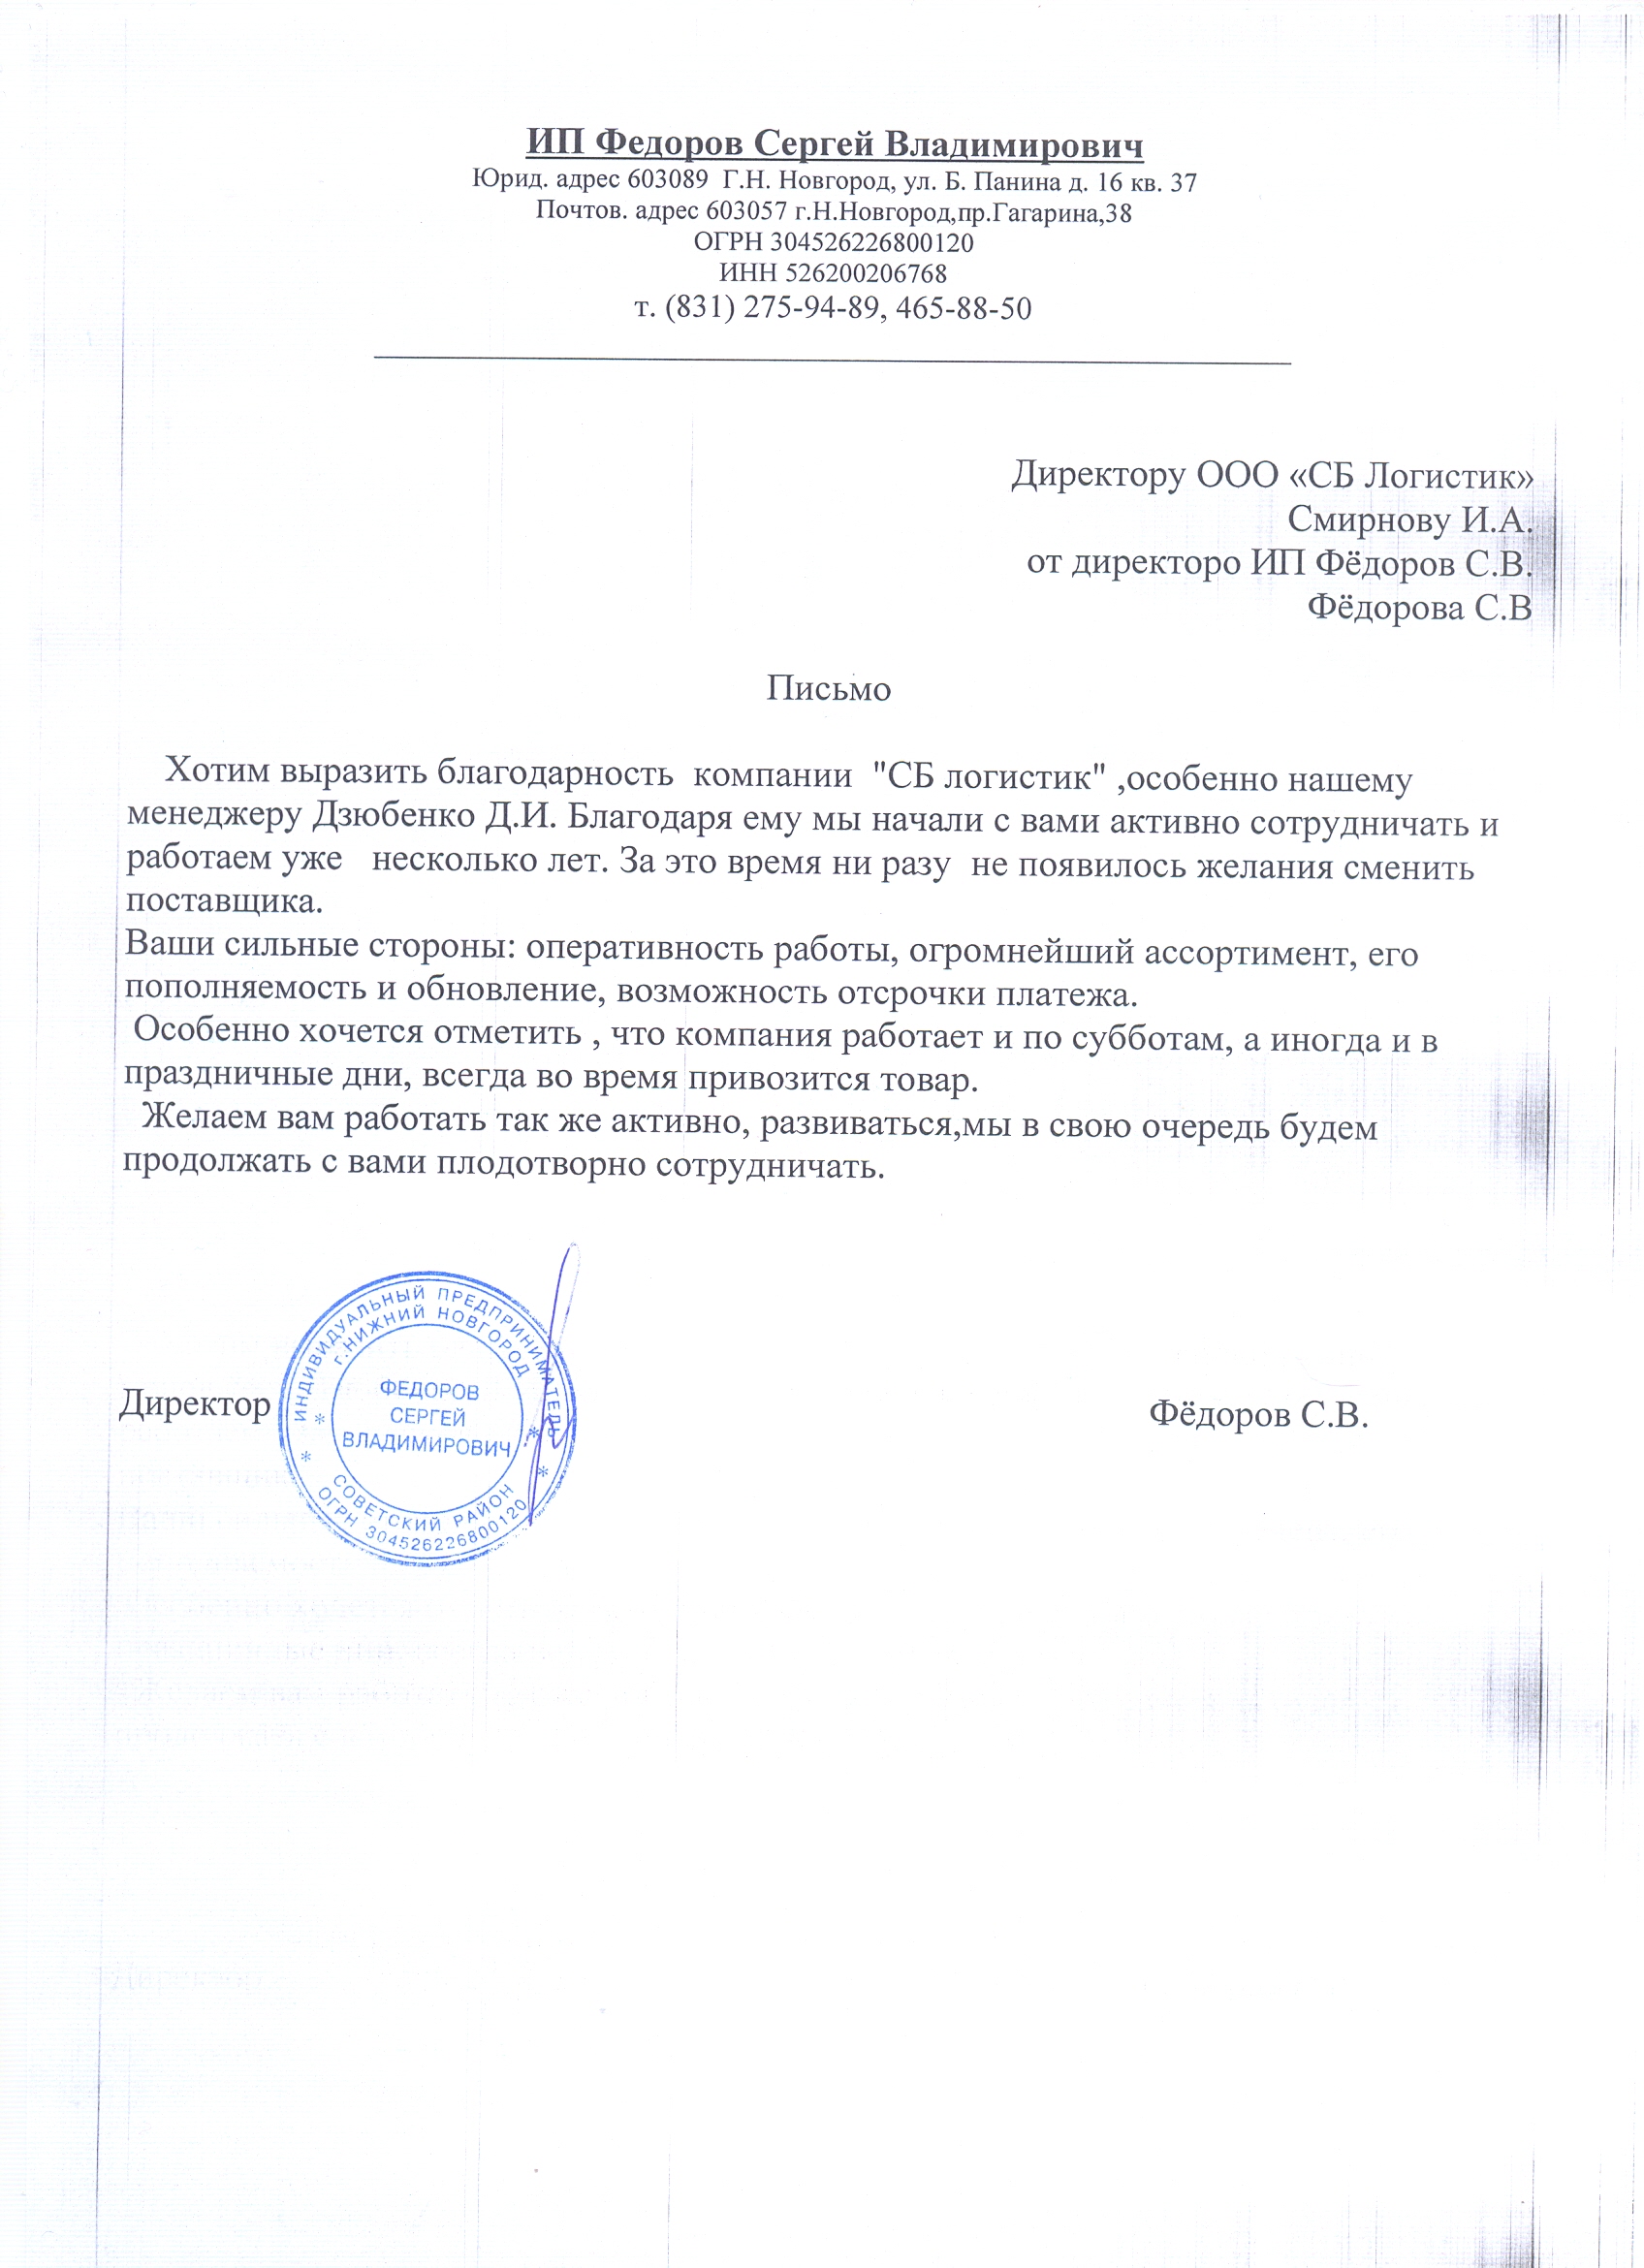 ИП Федоров Сергей Владимирович
Юрид. адрес 603089 Г.Н. Новгород, ул. Б. Панина д. 16 кв. 37
Почтов. адрес 603057 г.Н.Новгород,пр.Гагарина,38
ОГРН 304526226800120
ИНН 526200206768
т. (831) 275-94-89, 465-88-50
Директору ООО «СБ Логистик»
Смирнову И.А.
от директоро ИП Фёдоров С.В.
Фёдорова С.В
Письмо
Хотим выразить благодарность компании "СБ логистик" ,особенно нашему
менеджеру Дзюбенко Д.И. Благодаря ему мы начали с вами активно сотрудничать и
работаем уже несколько лет. За это время ни разу не появилось желания сменить
поставщика.
Ваши сильные стороны: оперативность работы, огромнейший ассортимент, его
пополняемость и обновление, возможность отсрочки платежа.
Особенно хочется отметить , что компания работает и по субботам, а иногда и в
праздничные дни, всегда во время привозится товар.
Желаем вам работать так же активно, развиваться,мы в свою очередь будем
продолжать с вами плодотворно сотрудничать.
Директор
Фёдоров С.В.
ИНДИВИДУАЛЬНЫЙ ПРЕДПРИНИМАТЕЛЬ
г.НИЖНИЙ НОВГОРОД
ФЕДОРОВ
СЕРГЕЙ
ВЛАДИМИРОВИЧ
СОВЕТСКИЙ РАЙОН
ОГРН 304526226800120